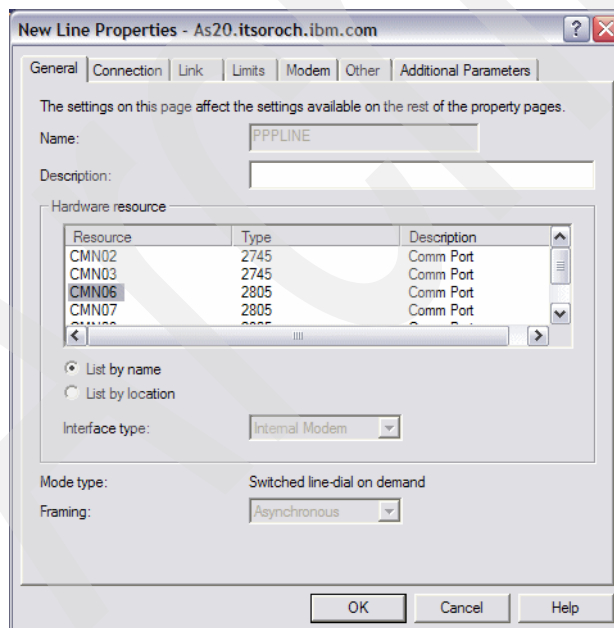 New Line Properties - As20.itsoroch.ibm.com
General Connection Link Limits Modem Other Additional Parameters
The settings on this page affect the settings available on the rest of the property pages.
Name: PPPLINE
Description:
Hardware resource
Resource Type Description
CMN02 2745 Comm Port
CMN03 2745 Comm Port
CMN06 2805 Comm Port
CMN07 2805 Comm Port
List by name
List by location
Interface type: Internal Modem
Mode type: Switched line-dial on demand
Framing: Asynchronous
OK Cancel Help